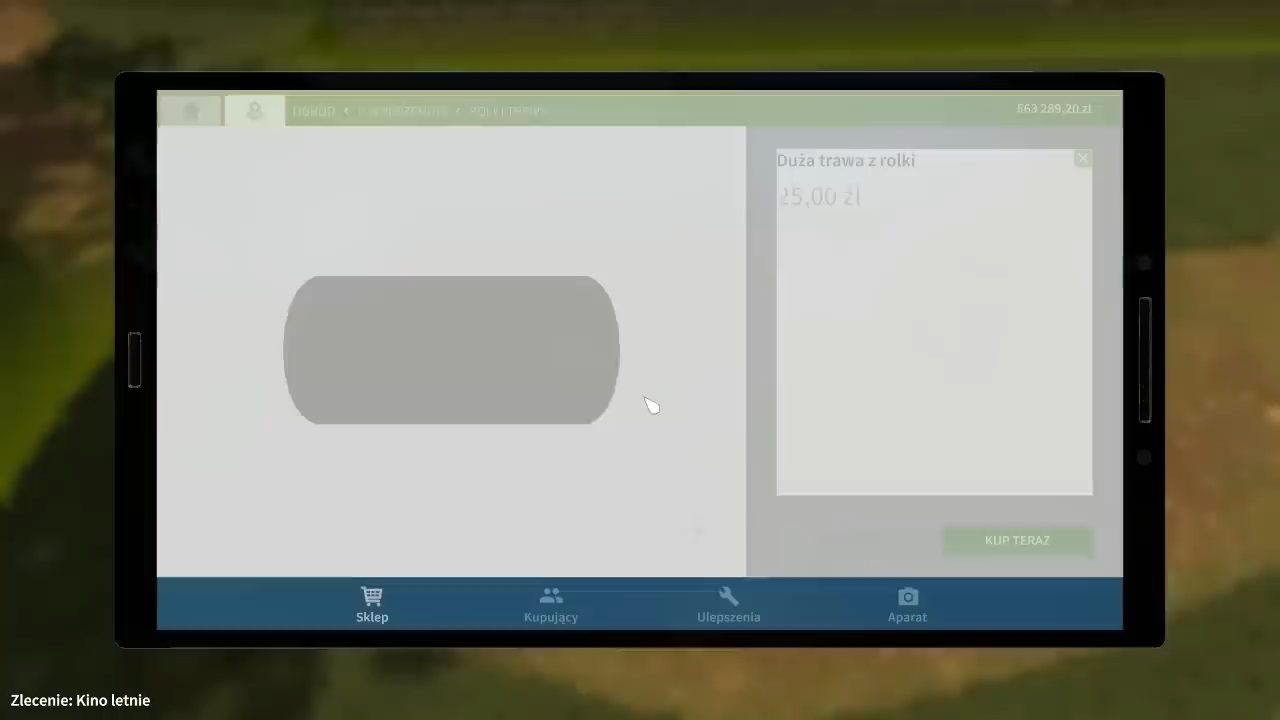 OGRÓD
563 289,20 zł
Duża trawa z rolki
25,00 zł
KUP TERAZ
Sklep
Kupujący
Ulepszenia
Aparat
Zlecenie: Kino letnie